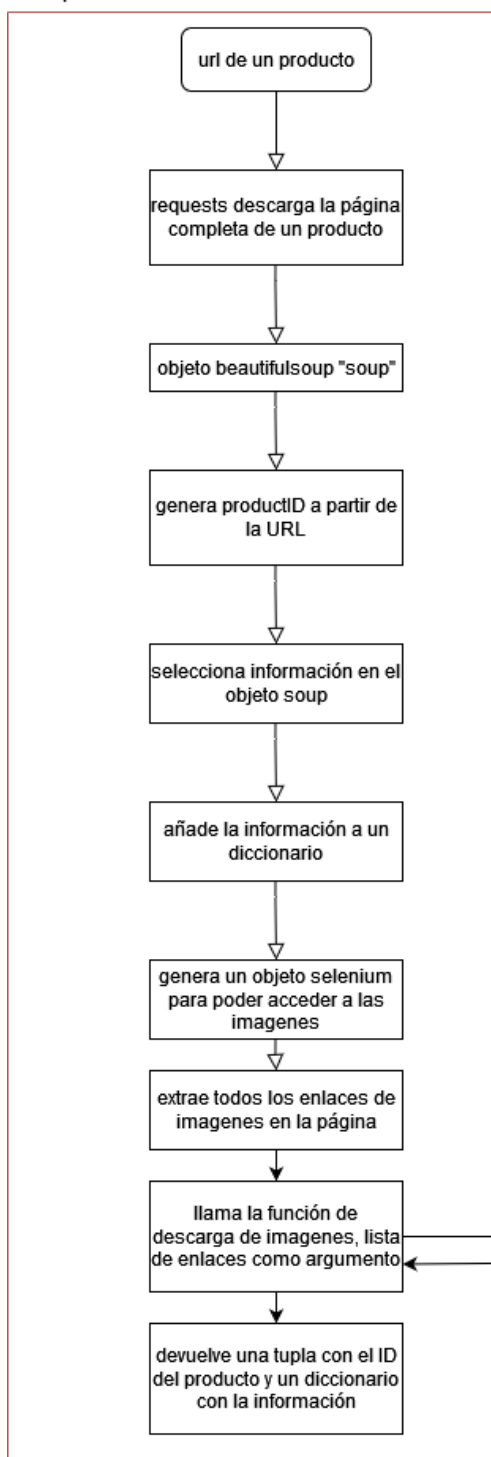 url de un producto
requests descarga la página
completa de un producto
objeto beautifulsoup "soup"
genera productID a partir de
la URL
selecciona información en el
objeto soup
añade la información a un
diccionario
genera un objeto selenium
para poder acceder a las
imagenes
extrae todos los enlaces de
imagenes en la página
llama la función de
descarga de imagenes, lista
de enlaces como argumento
devuelve una tupla con el ID
del producto y un diccionario
con la información